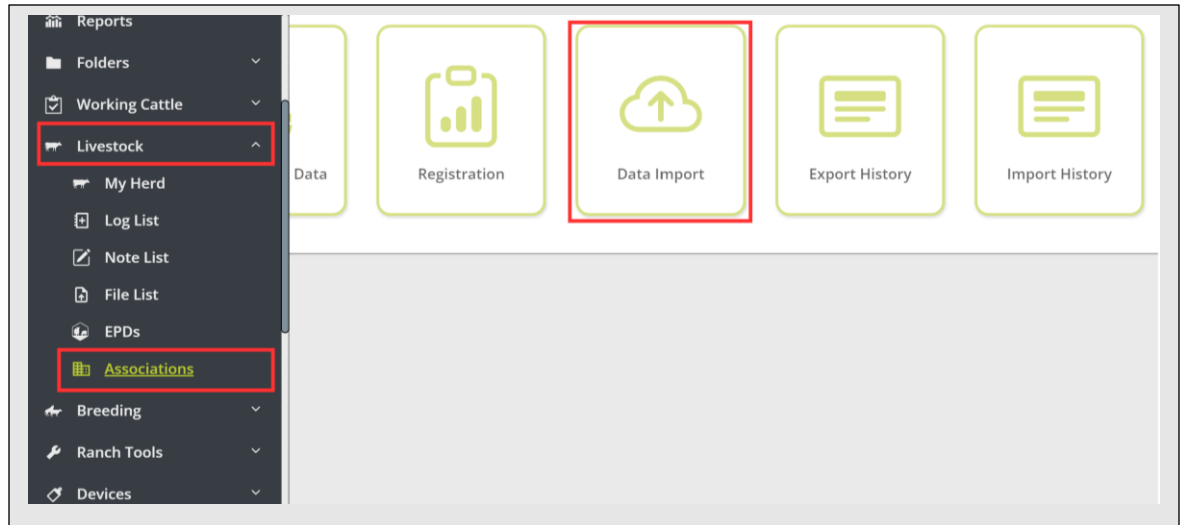 Reports
Folders
Working Cattle
Livestock
My Herd
Log List
Note List
File List
EPDs
Associations
Breeding
Ranch Tools
Devices
Data
Registration
Data Import
Export History
Import History